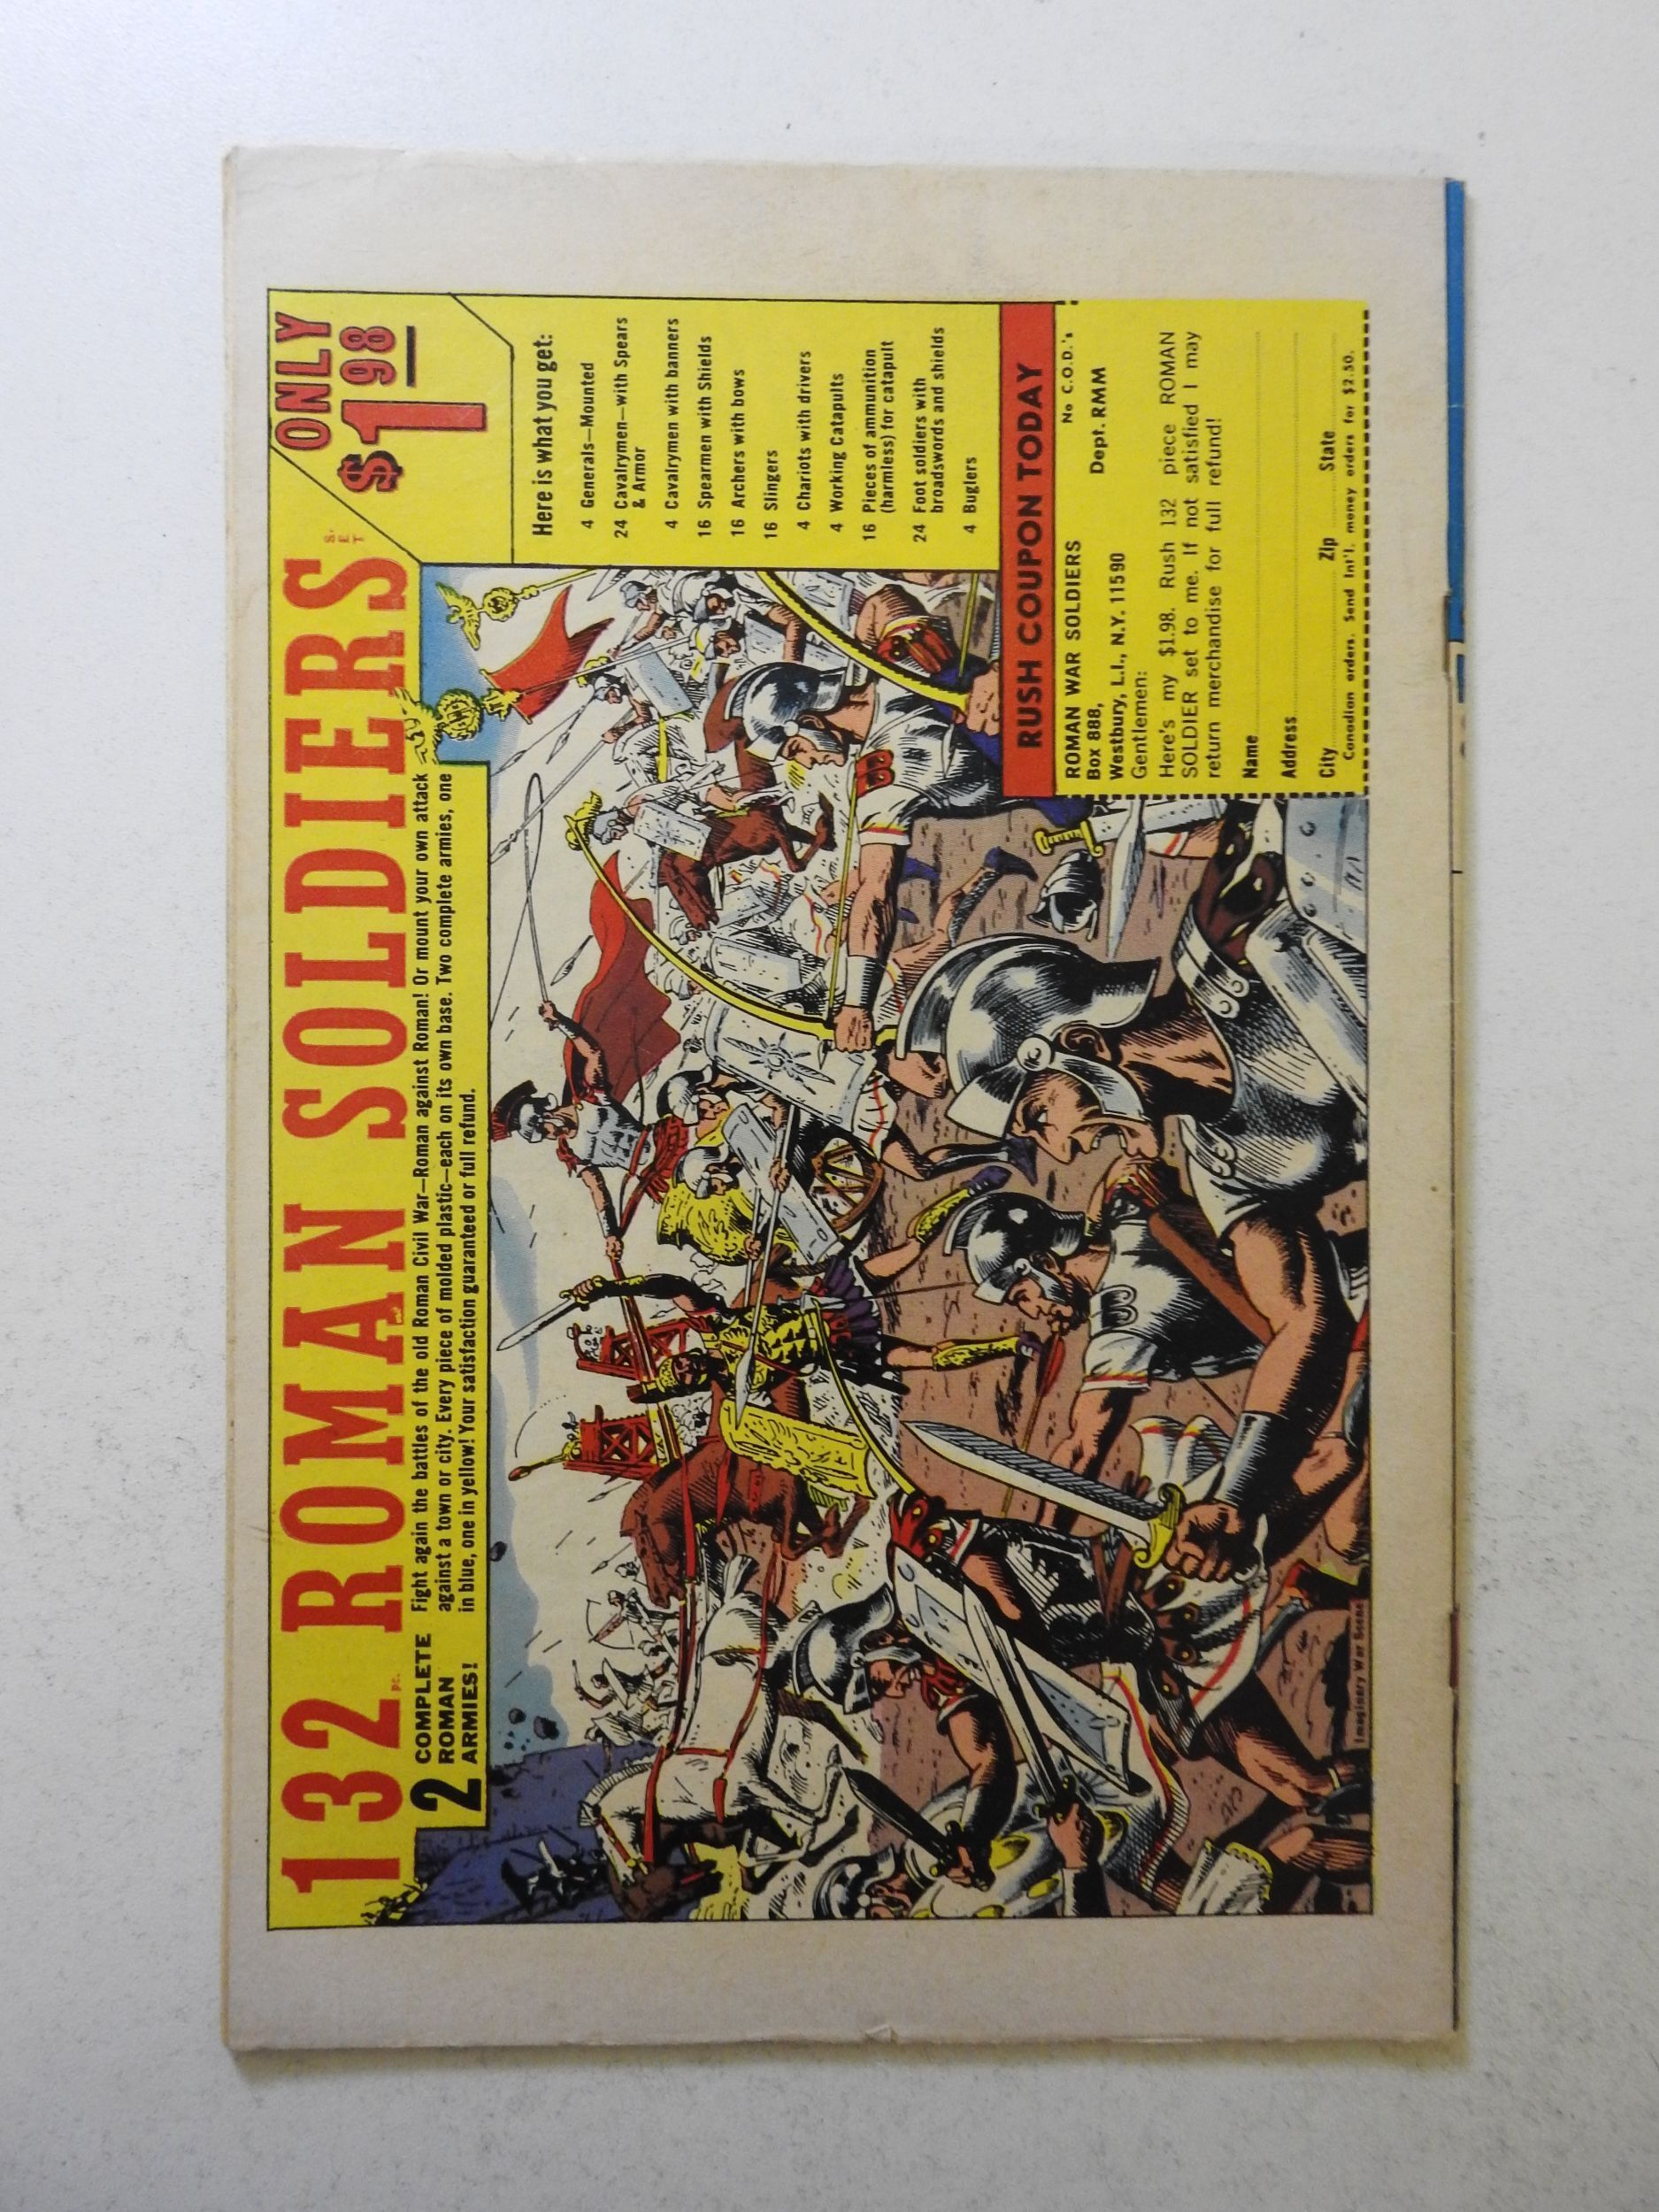 132 PC. ROMAN SOLDIERS SET
ONLY
$1.98
2 COMPLETE
ROMAN
ARMIES!
Fight again the battles of the old Roman Civil War—Roman against Roman! Or mount your own attack
against a town or city. Every piece of molded plastic—each on its own base. Two complete armies, one
in blue, one in yellow! Your satisfaction guaranteed or full refund.
Here is what you get:
4 Generals—Mounted
24 Cavalrymen—with Spears
& Armor
4 Cavalrymen with banners
16 Spearmen with Shields
16 Archers with bows
16 Slingers
4 Chariots with drivers
4 Working Catapults
16 Pieces of ammunition
(harmless) for catapult
24 Foot soldiers with
broadswords and shields
4 Buglers
RUSH COUPON TODAY
ROMAN WAR SOLDIERS No C.O.D.'s
Box 888, Dept. RMM
Westbury, L.I., N.Y. 11590
Gentlemen:
Here's my $1.98. Rush 132 piece ROMAN
SOLDIER set to me. If not satisfied I may
return merchandise for full refund!
Name
Address
City Zip State
Canadian orders. Send Int'l. money orders for $2.50.
Imaginary War Scene